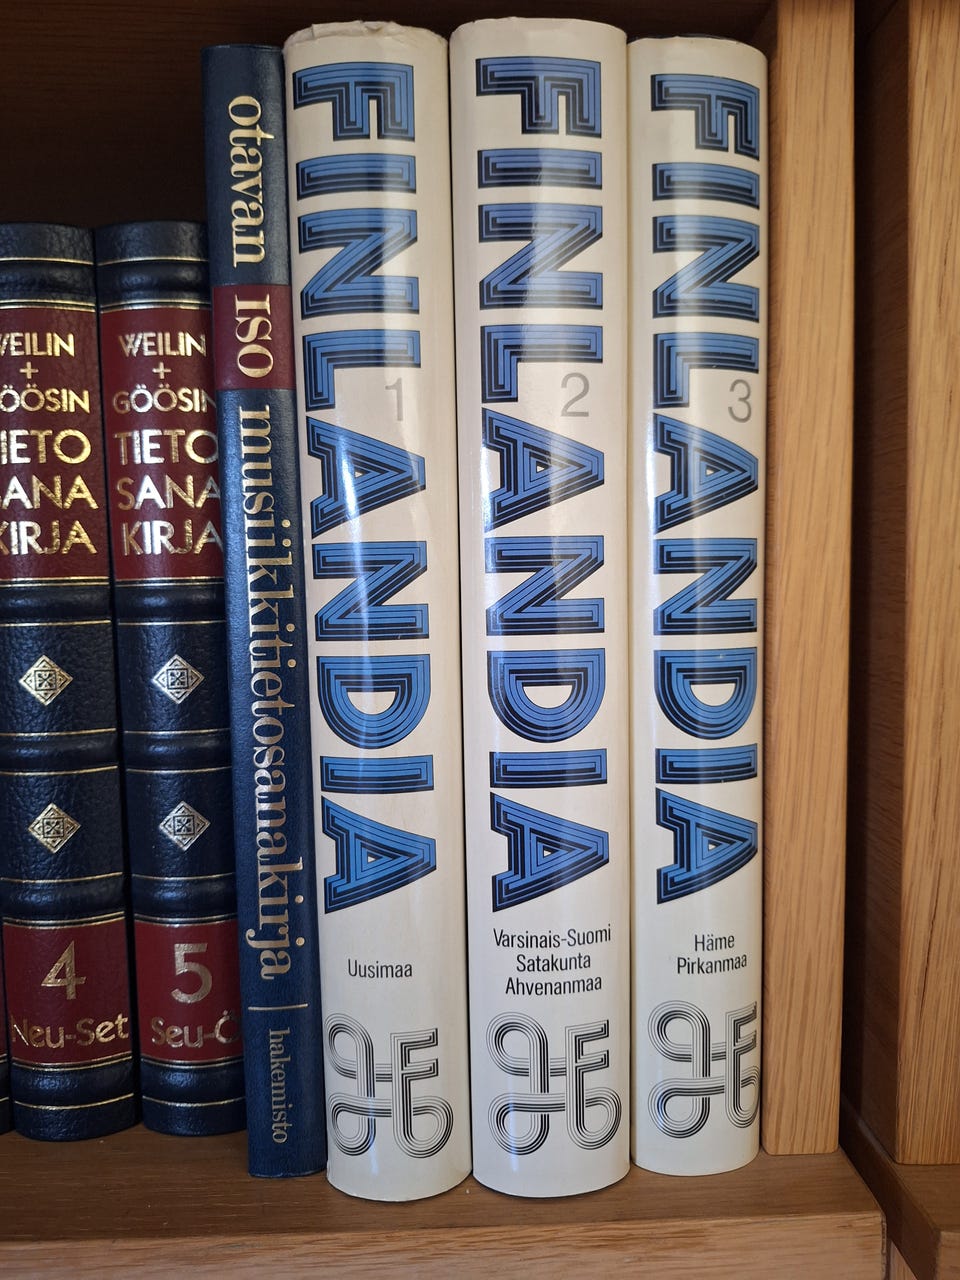 WEILIN
+
GÖÖSIN
TIETO
SANA
KIRJA
4
Neu-Set
WEILIN
+
GÖÖSIN
TIETO
SANA
KIRJA
5
Seu-Ö
otavan ISO musiikkitietosanakirja | hakemisto
FINLANDIA
1
Uusimaa
FINLANDIA
2
Varsinais-Suomi
Satakunta
Ahvenanmaa
FINLANDIA
3
Häme
Pirkanmaa